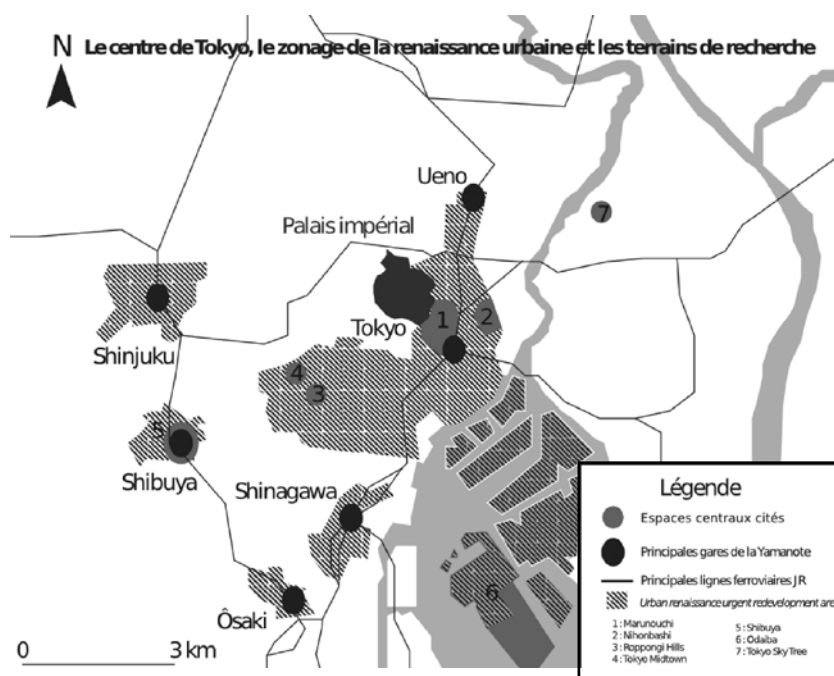 N
Le centre de Tokyo, le zonage de la renaissance urbaine et les terrains de recherche
Ueno
7
Palais impérial
Tokyo
1
2
Shinjuku
4
3
5
Shibuya
Shinagawa
Ôsaki
6
0
3 km
Légende
Espaces centraux cités
Principales gares de la Yamanote
Principales lignes ferroviaires JR
Urban renaissance urgent redevelopment are
1 : Marunouchi
2 : Nihonbashi
3 : Roppongi Hills
4 : Tokyo Midtown
5 : Shibuya
6 : Odaiba
7 : Tokyo Sky Tree